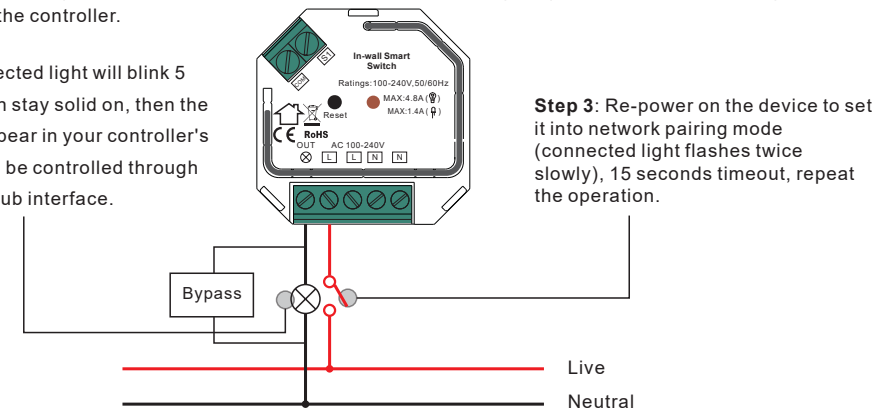 the controller.
ected light will blink 5
n stay solid on, then the
pear in your controller's
be controlled through
ub interface.
S1
COM
In-wall Smart
Switch
Ratings:100-240V,50/60Hz
MAX:4.8A ( )
MAX:1.4A ( )
Reset
CE RoHS
OUT AC 100-240V
L L N N
Step 3: Re-power on the device to set
it into network pairing mode
(connected light flashes twice
slowly), 15 seconds timeout, repeat
the operation.
Bypass
Live
Neutral